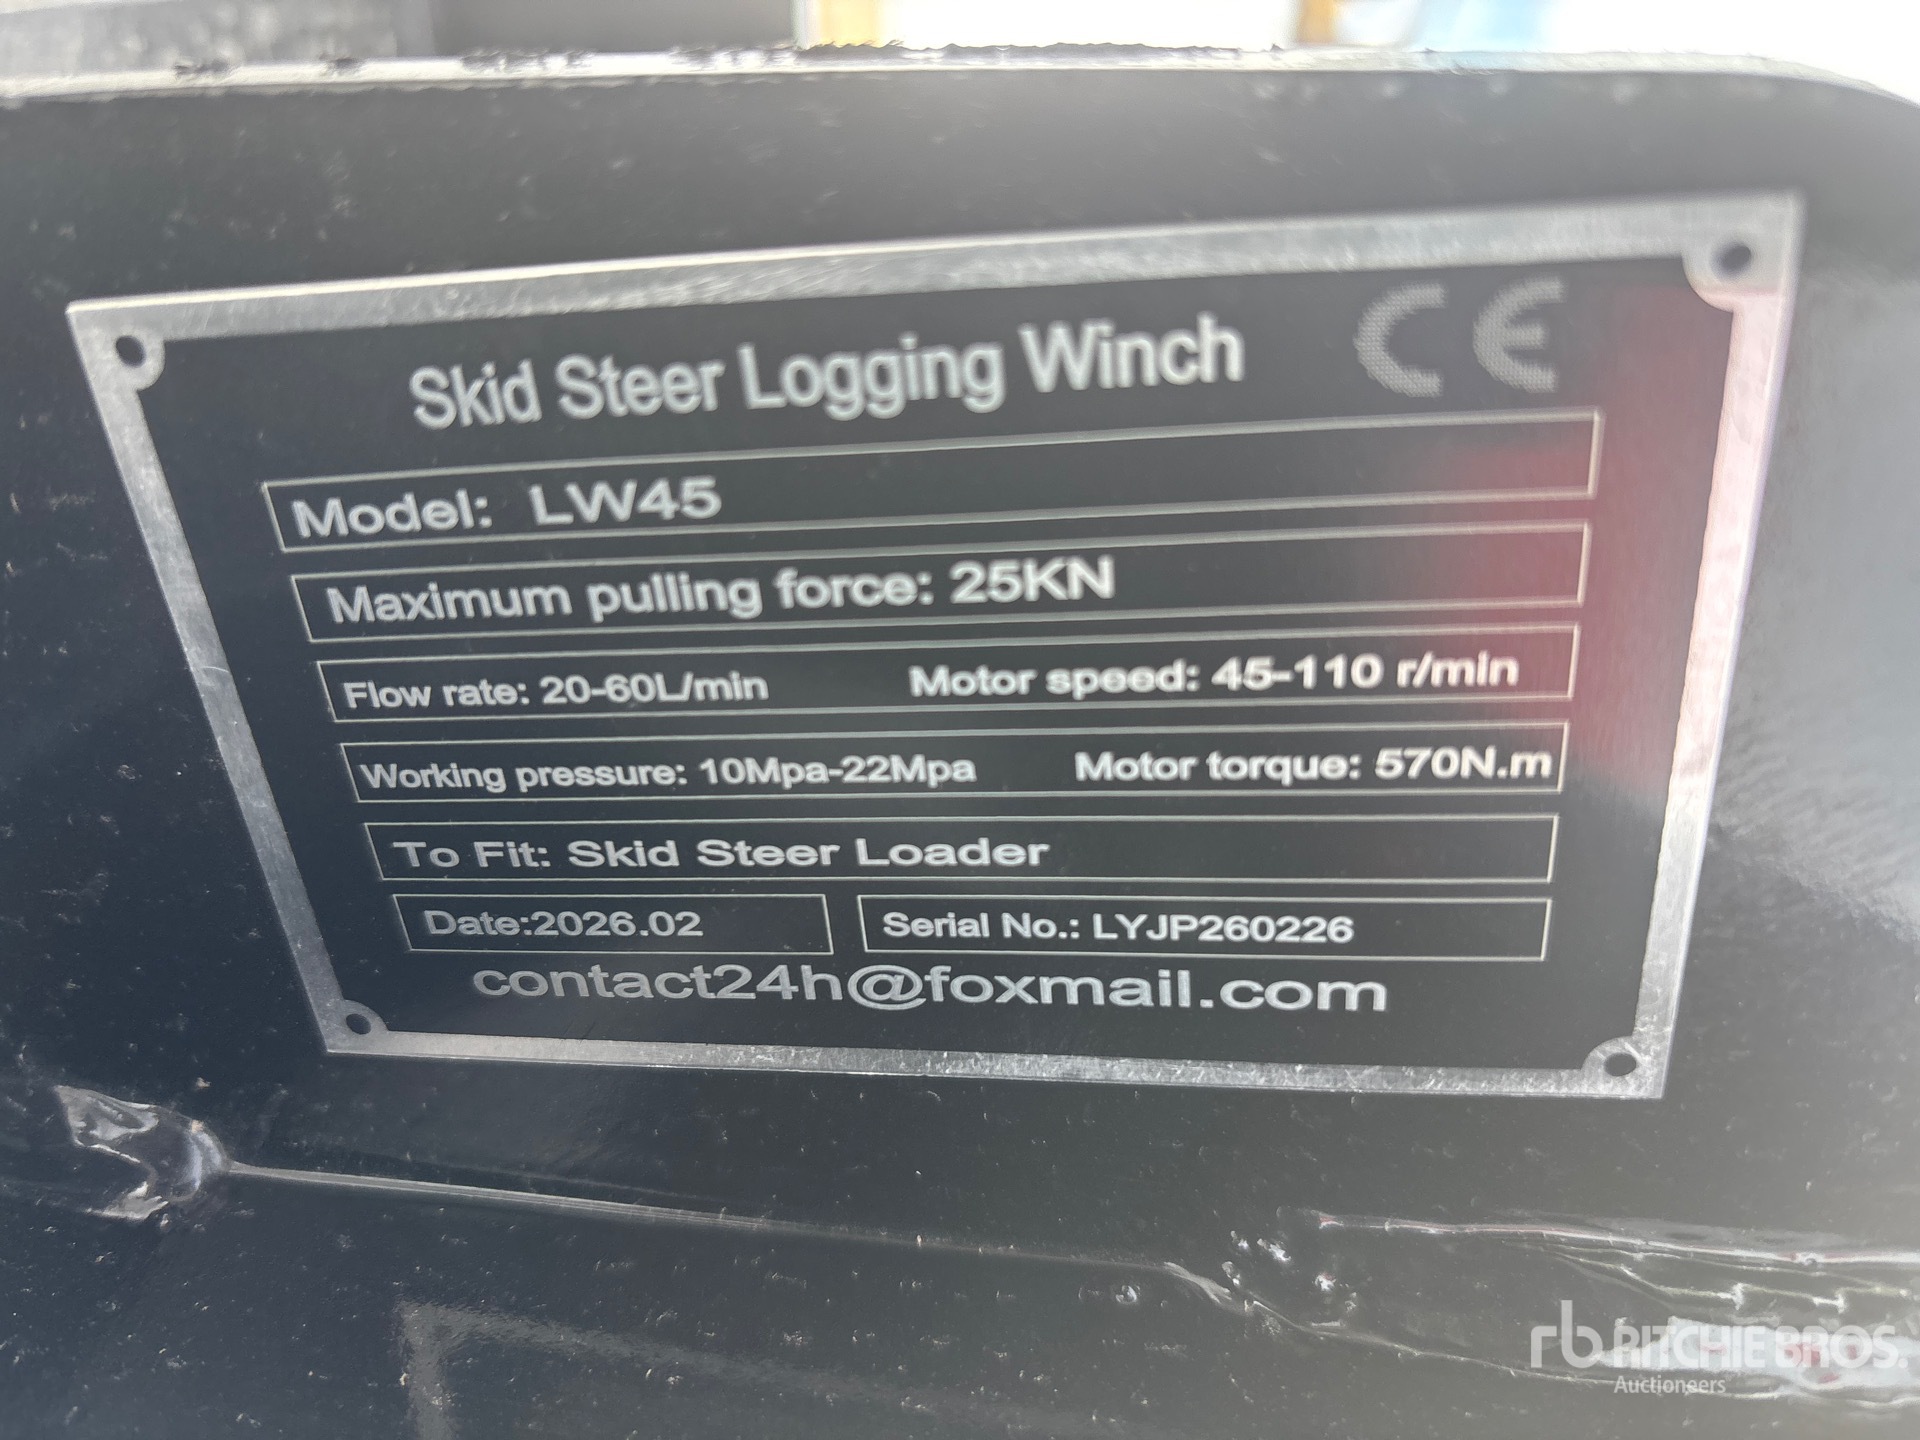 Skid Steer Logging Winch CE
Model: LW45
Maximum pulling force: 25KN
Flow rate: 20-60L/min Motor speed: 45-110 r/min
Working pressure: 10Mpa-22Mpa Motor torque: 570N.m
To Fit: Skid Steer Loader
Date:2026.02 Serial No.: LYJP260226
contact24h@foxmail.com
rb RITCHIE BROS.
Auctioneers